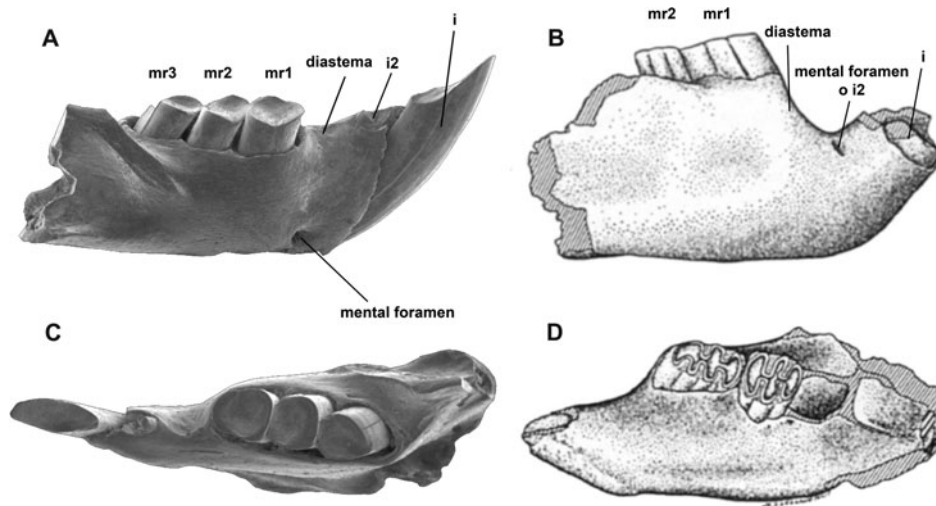 A
mr3
mr2
mr1
diastema
i2
i
mental foramen
B
mr2
mr1
diastema
mental foramen
o i2
i
C
D